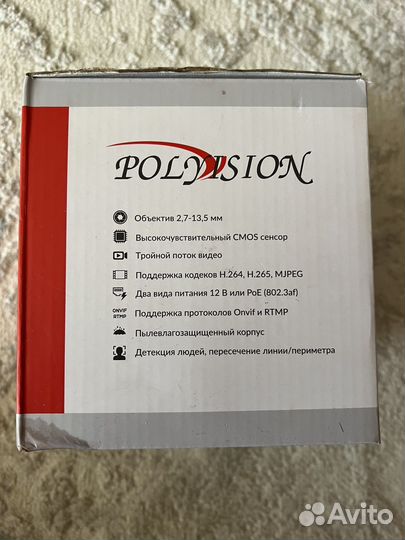 POLYVISION
Объектив 2,7-13,5 мм
Высокочувствительный CMOS сенсор
Тройной поток видео
Поддержка кодеков H.264, H.265, MJPEG
Два вида питания 12 В или PoE (802.3af)
ONVIF
RTMP
Поддержка протоколов Onvif и RTMP
Пылевлагозащищенный корпус
Детекция людей, пересечение линии/периметра
Avito